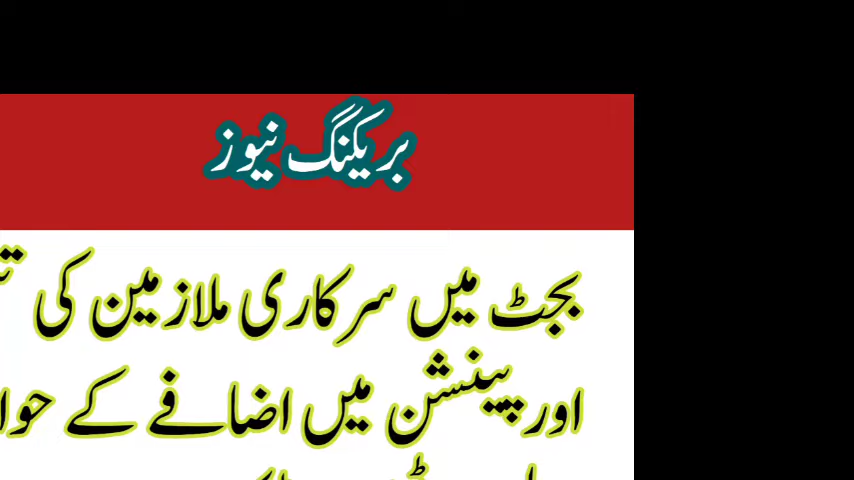 بریکنگ نیوز
بجٹ میں سرکاری ملازمین کی
اور پینشن میں اضافے کے